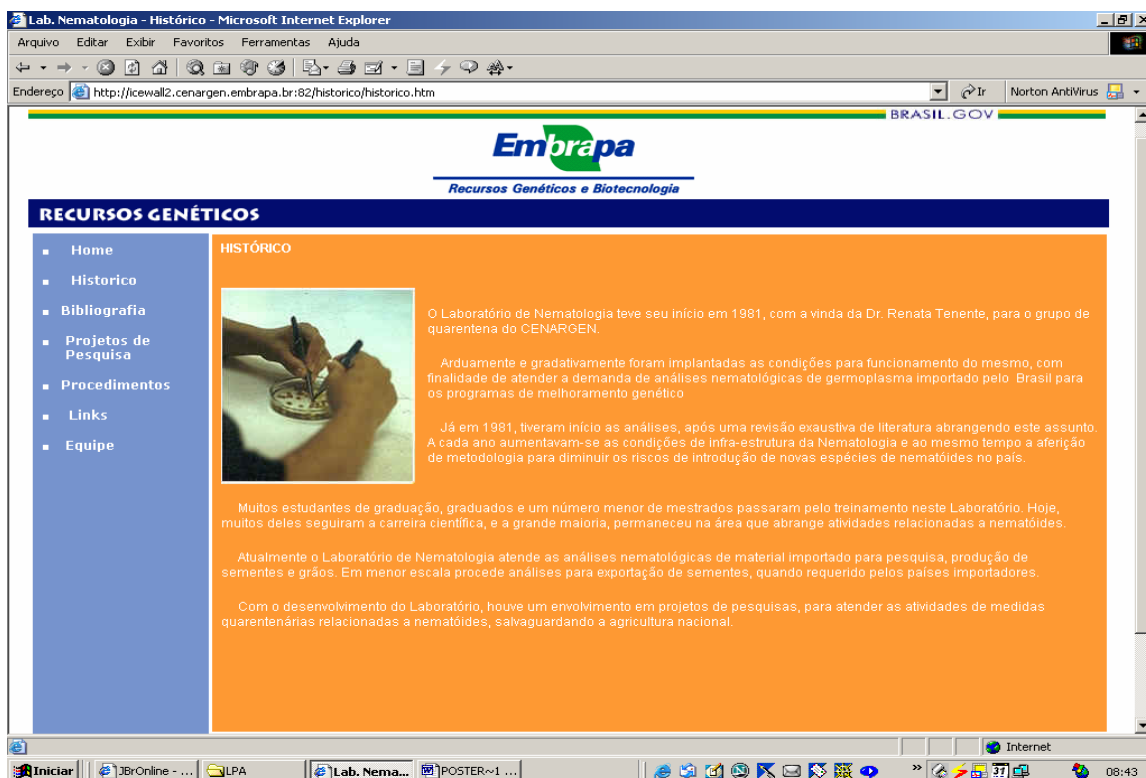 Lab. Nematologia - Histórico - Microsoft Internet Explorer
Arquivo Editar Exibir Favoritos Ferramentas Ajuda
Endereço http://icewall2.cenargen.embrapa.br:82/historico/historico.htm Ir Norton AntiVirus
BRASIL.GOV
Embrapa
Recursos Genéticos e Biotecnologia
RECURSOS GENÉTICOS
Home
Historico
Bibliografia
Projetos de
Pesquisa
Procedimentos
Links
Equipe
HISTÓRICO
O Laboratório de Nematologia teve seu início em 1981, com a vinda da Dr. Renata Tenente, para o grupo de
quarentena do CENARGEN.
Arduamente e gradativamente foram implantadas as condições para funcionamento do mesmo, com
finalidade de atender a demanda de análises nematológicas de germoplasma importado pelo Brasil para
os programas de melhoramento genético
Já em 1981, tiveram início as análises, após uma revisão exaustiva de literatura abrangendo este assunto.
A cada ano aumentavam-se as condições de infra-estrutura da Nematologia e ao mesmo tempo a aferição
de metodologia para diminuir os riscos de introdução de novas espécies de nematóides no país.
Muitos estudantes de graduação, graduados e um número menor de mestrados passaram pelo treinamento neste Laboratório. Hoje,
muitos deles seguiram a carreira científica, e a grande maioria, permaneceu na área que abrange atividades relacionadas a nematóides.
Atualmente o Laboratório de Nematologia atende as análises nematológicas de material importado para pesquisa, produção de
sementes e grãos. Em menor escala procede análises para exportação de sementes, quando requerido pelos países importadores.
Com o desenvolvimento do Laboratório, houve um envolvimento em projetos de pesquisas, para atender as atividades de medidas
quarentenárias relacionadas a nematóides, salvaguardando a agricultura nacional.
Internet
Iniciar JBrOnline - ... LPA Lab. Nema... POSTER~1 ... 31 08:43